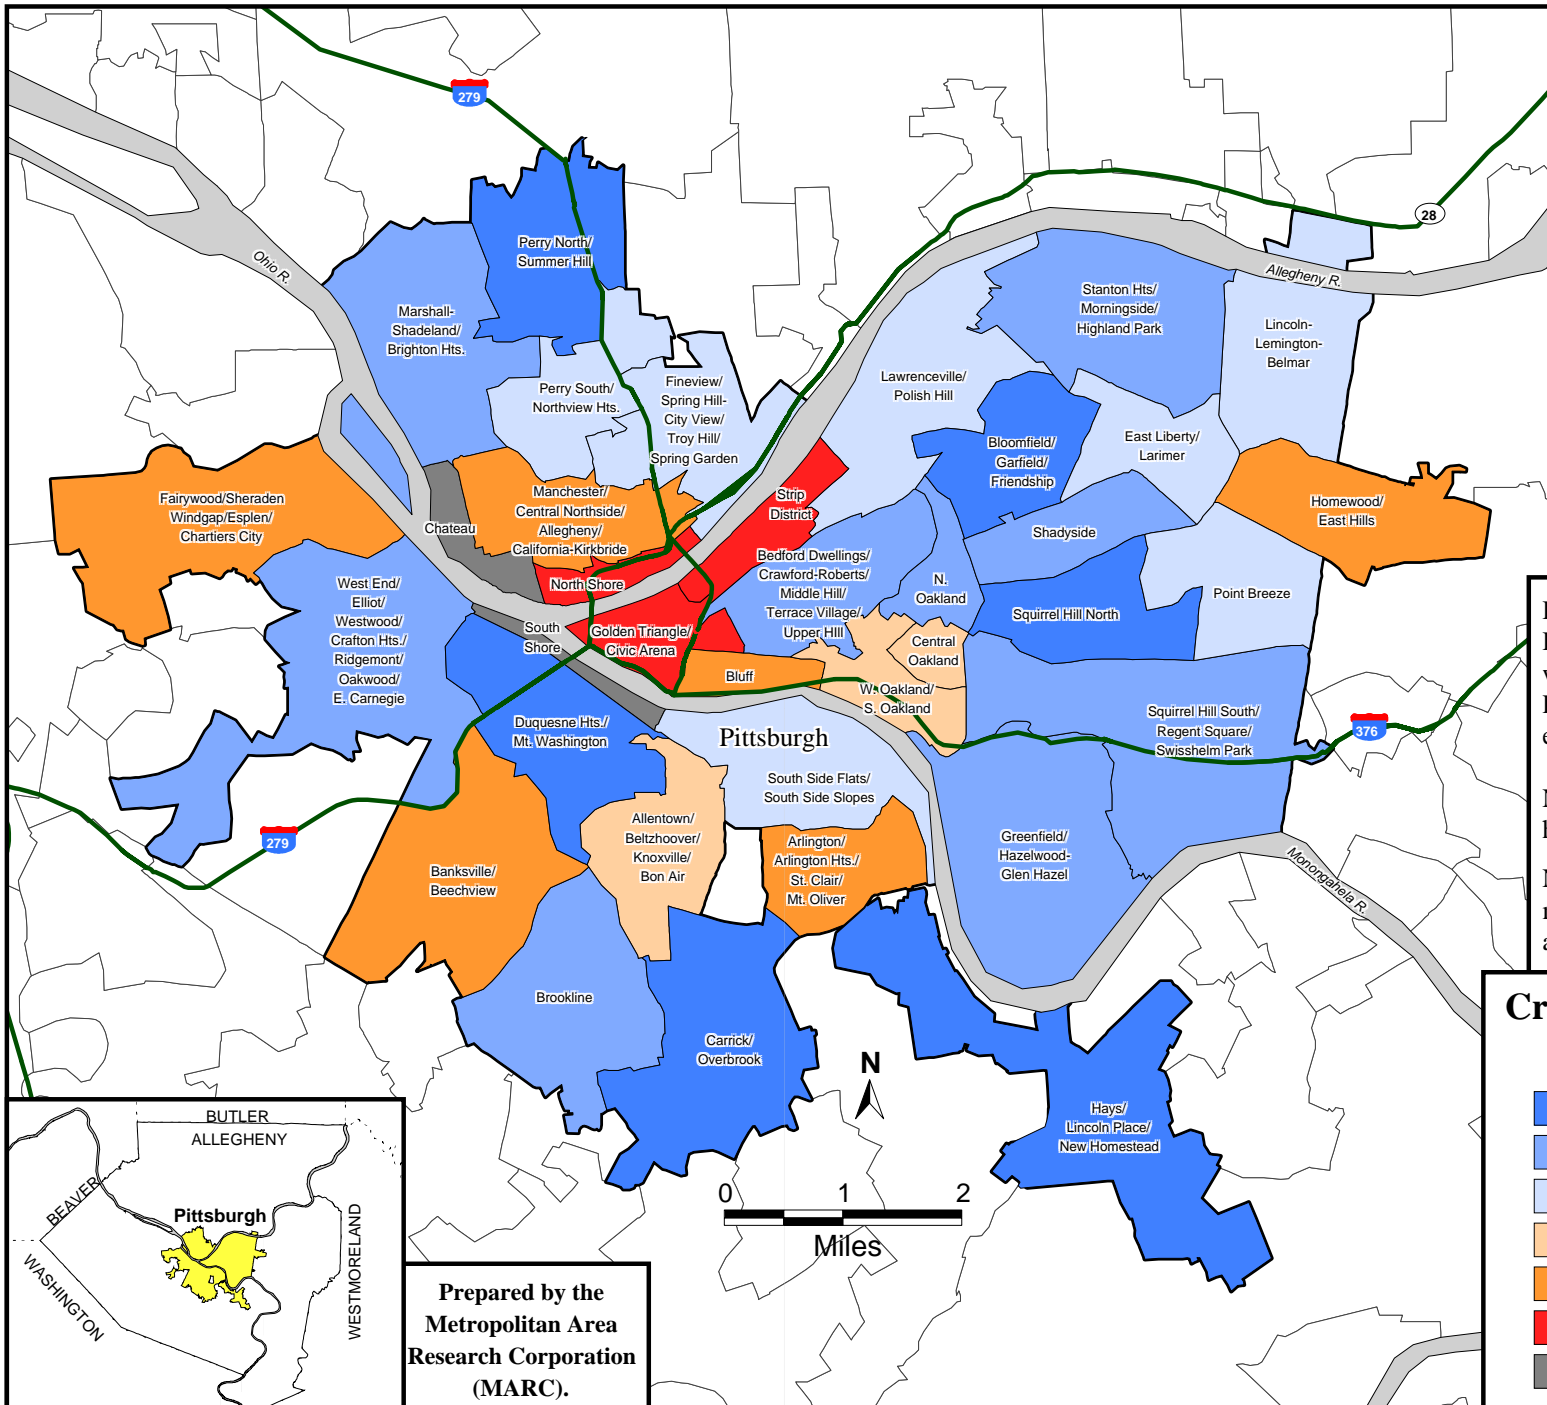 279
28
Ohio R.
Allegheny R.
Perry North/
Summer Hill
Marshall-
Shadeland/
Brighton Hts.
Stanton Hts/
Morningside/
Highland Park
Lincoln-
Lemington-
Belmar
Perry South/
Northview Hts.
Fineview/
Spring Hill-
City View/
Troy Hill/
Spring Garden
Lawrenceville/
Polish Hill
Bloomfield/
Garfield/
Friendship
East Liberty/
Larimer
Fairywood/Sheraden
Windgap/Esplen/
Chartiers City
Chateau
Manchester/
Central Northside/
Allegheny/
California-Kirkbride
Strip
District
Shadyside
Homewood/
East Hills
North Shore
Bedford Dwellings/
Crawford-Roberts/
Middle Hill/
Terrace Village/
Upper HIll
N.
Oakland
Squirrel Hill North
Point Breeze
West End/
Elliot/
Westwood/
Crafton Hts./
Ridgemont/
Oakwood/
E. Carnegie
South
Shore
Golden Triangle/
Civic Arena
Bluff
Central
Oakland
W. Oakland/
S. Oakland
Duquesne Hts./
Mt. Washington
Pittsburgh
South Side Flats/
South Side Slopes
Squirrel Hill South/
Regent Square/
Swisshelm Park
376
279
Banksville/
Beechview
Allentown/
Beltzhoover/
Knoxville/
Bon Air
Arlington/
Arlington Hts./
St. Clair/
Mt. Oliver
Greenfield/
Hazelwood-
Glen Hazel
Monongahela R.
Brookline
Carrick/
Overbrook
Hays/
Lincoln Place/
New Homestead
N
0 1 2
Miles
Cr
BUTLER
ALLEGHENY
BEAVER
Pittsburgh
WASHINGTON
WESTMORELAND
Prepared by the
Metropolitan Area
Research Corporation
(MARC).